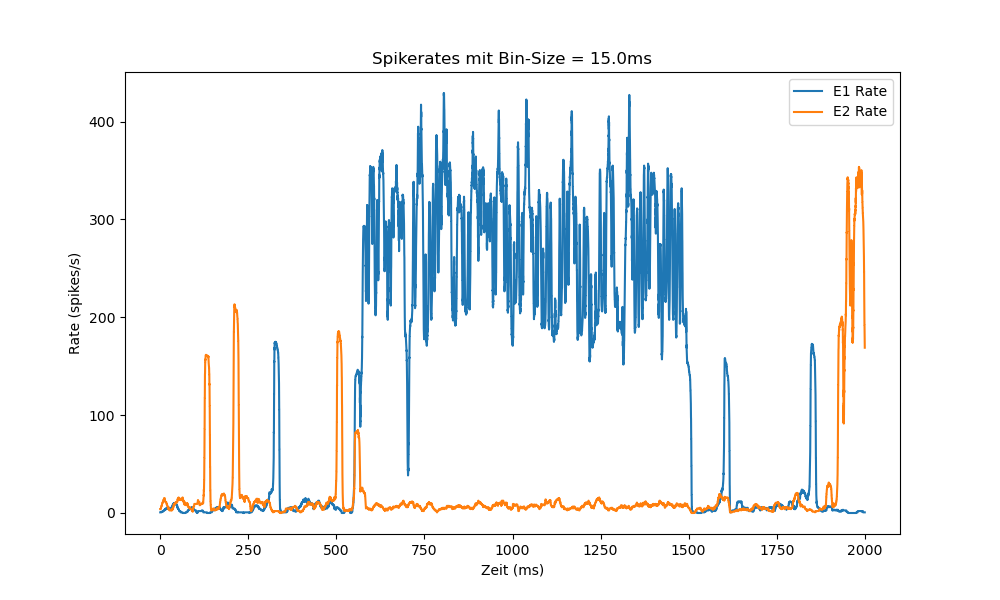 Spikerates mit Bin-Size = 15.0ms
E1 Rate
E2 Rate
Rate (spikes/s)
400
300
200
100
0
0 250 500 750 1000 1250 1500 1750 2000
Zeit (ms)